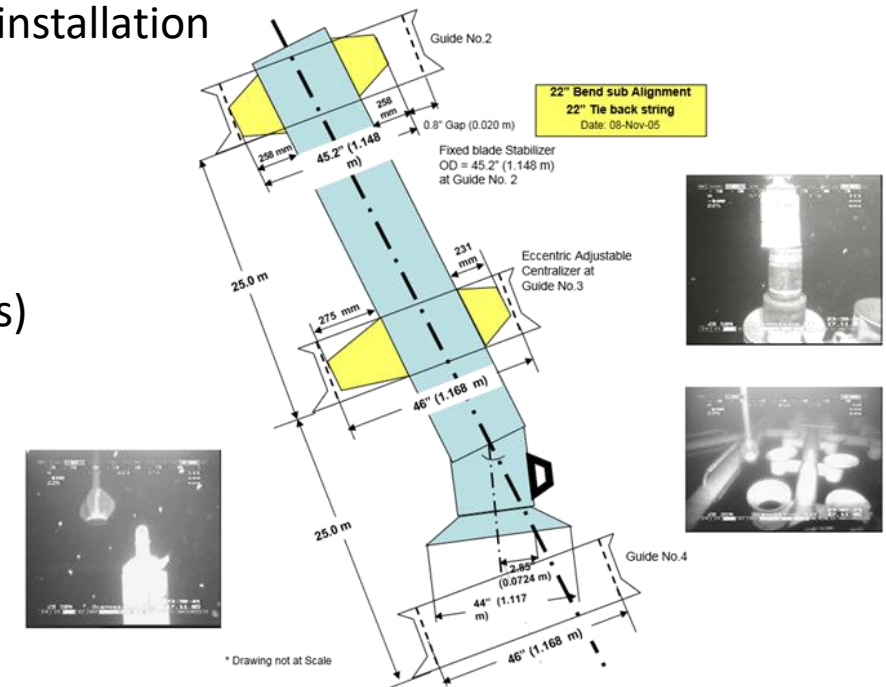 installation
s)
Guide No.2
22" Bend sub Alignment
22" Tie back string
Date: 08-Nov-05
258
mm
0.8" Gap (0.020 m)
258 mm
45.2" (1.148
m)
Fixed blade Stabilizer
OD = 45.2" (1.148 m)
at Guide No. 2
25.0 m
231
mm
Eccentric Adjustable
Centralizer at
Guide No.3
275 mm
46" (1.168 m)
25.0 m
2.85"
(0.0724 m)
Guide No.4
44" (1.117
m)
46" (1.168 m)
* Drawing not at Scale